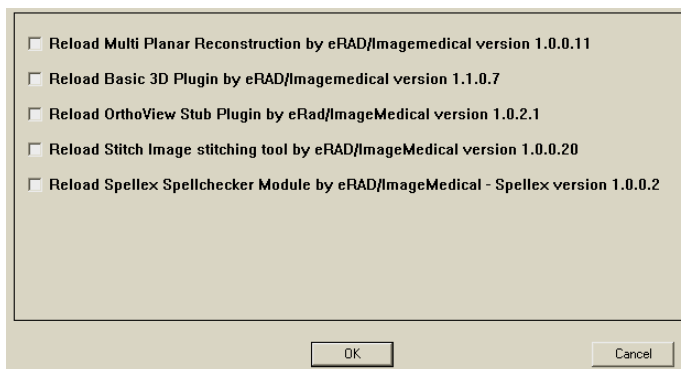 Reload Multi Planar Reconstruction by eRAD/Imagemedical version 1.0.0.11
Reload Basic 3D Plugin by eRAD/Imagemedical version 1.1.0.7
Reload OrthoView Stub Plugin by eRad/ImageMedical version 1.0.2.1
Reload Stitch Image stitching tool by eRAD/ImageMedical version 1.0.0.20
Reload Spellex Spellchecker Module by eRAD/ImageMedical - Spellex version 1.0.0.2
OK
Cancel